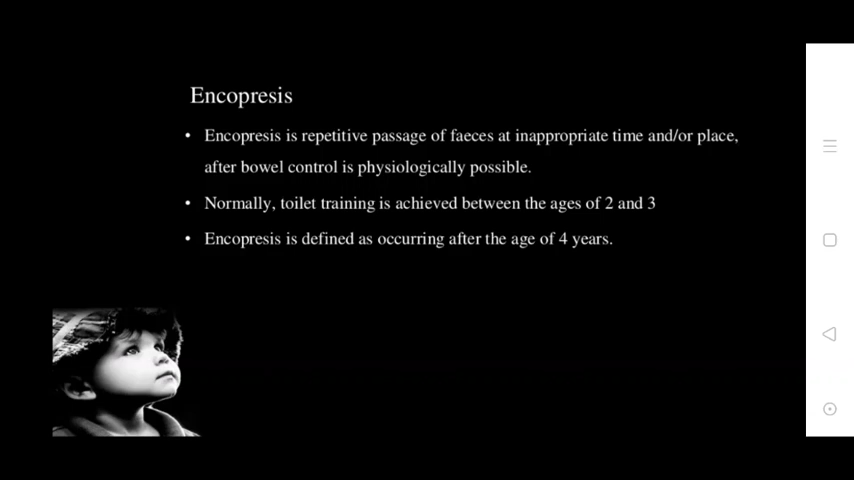 Encopresis
• Encopresis is repetitive passage of faeces at inappropriate time and/or place,
after bowel control is physiologically possible.
• Normally, toilet training is achieved between the ages of 2 and 3
• Encopresis is defined as occurring after the age of 4 years.